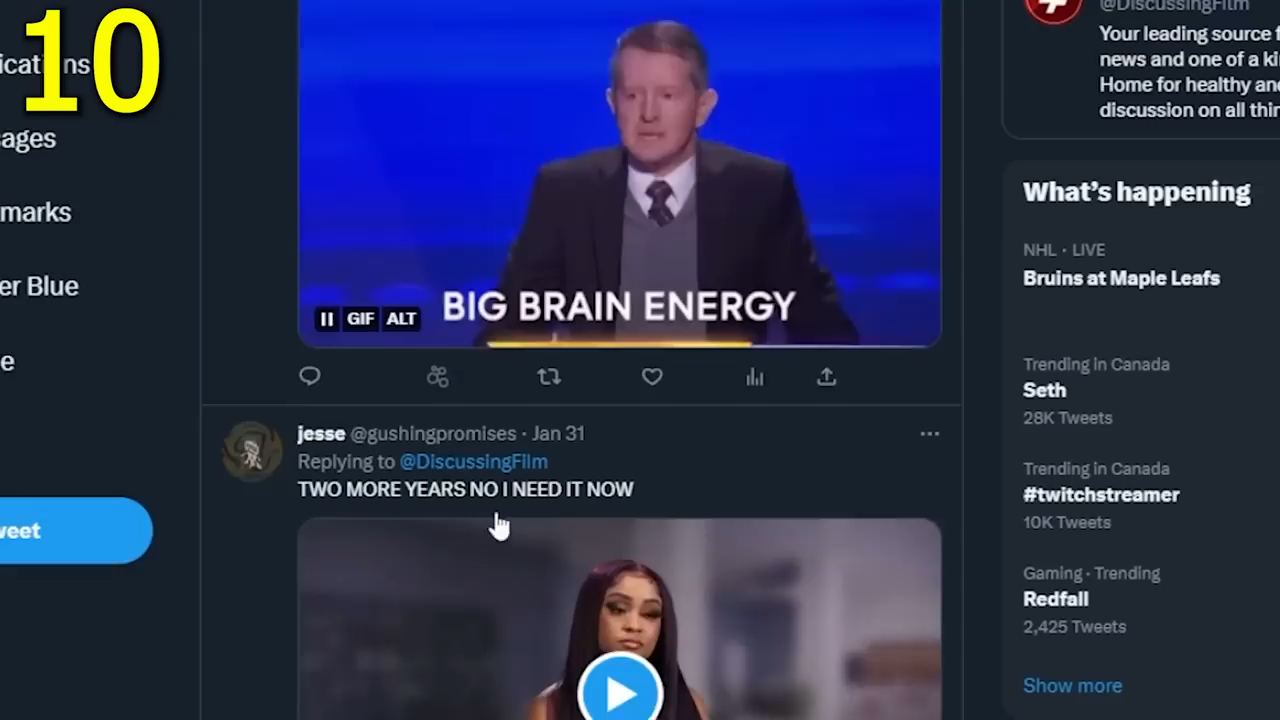 10
ications
ssages
marks
er Blue
e
weet
BIG BRAIN ENERGY
GIF ALT
jesse @gushingpromises · Jan 31
Replying to @DiscussingFilm
TWO MORE YEARS NO I NEED IT NOW
@DiscussingFilm
Your leading source f
news and one of a ki
Home for healthy and
discussion on all thin
What's happening
NHL · LIVE
Bruins at Maple Leafs
Trending in Canada
Seth
28K Tweets
Trending in Canada
#twitchstreamer
10K Tweets
Gaming · Trending
Redfall
2,425 Tweets
Show more